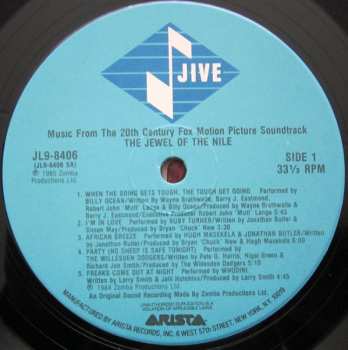 JIVE
Music From The 20th Century Fox Motion Picture Soundtrack
THE JEWEL OF THE NILE
JL9-8406
(JL9-8406 SA)
℗ 1985 Zomba
Productions Ltd.
SIDE 1
33⅓ RPM
1. WHEN THE GOING GETS TOUGH, THE TOUGH GET GOING Performed by
BILLY OCEAN/Written by Wayne Brathwaite, Barry J. Eastmond,
Robert John "Mutt" Lange & Billy Ocean/Produced by Wayne Brathwaite &
Barry J. Eastmond/Executive Producer Robert John "Mutt" Lange
2. I'M IN LOVE Performed by RUBY TURNER/Written by Jonathan Butler &
Simon May/Produced by Bryan "Chuck" New 3:30
3. AFRICAN BREEZE Performed by HUGH MASEKELA & JONATHAN BUTLER/Written
by Jonathan Butler/Produced by Bryan "Chuck" New & Hugh Masekela
4. PARTY (NO SHEEP IS SAFE TONIGHT) Performed by
THE WILLESDEN DODGERS/Written by Pete Q. Harris, Nigel Green &
Richard Jon Smith/Produced by The Willesden Dodgers
5. FREAKS COME OUT AT NIGHT Performed by WHODINI
Written by Larry Smith & Jalil Hutchins/Produced by Larry Smith 4:45
℗ 1984 Zomba Productions Ltd.
An Original Sound Recording Made By Zomba Productions Ltd.
UNAUTHORIZED DUPLICATION IS A
VIOLATION OF APPLICABLE LAWS
ARISTA
MANUFACTURED BY ARISTA RECORDS, INC. 6 WEST 57TH STREET, NEW YORK, N.Y. 10019